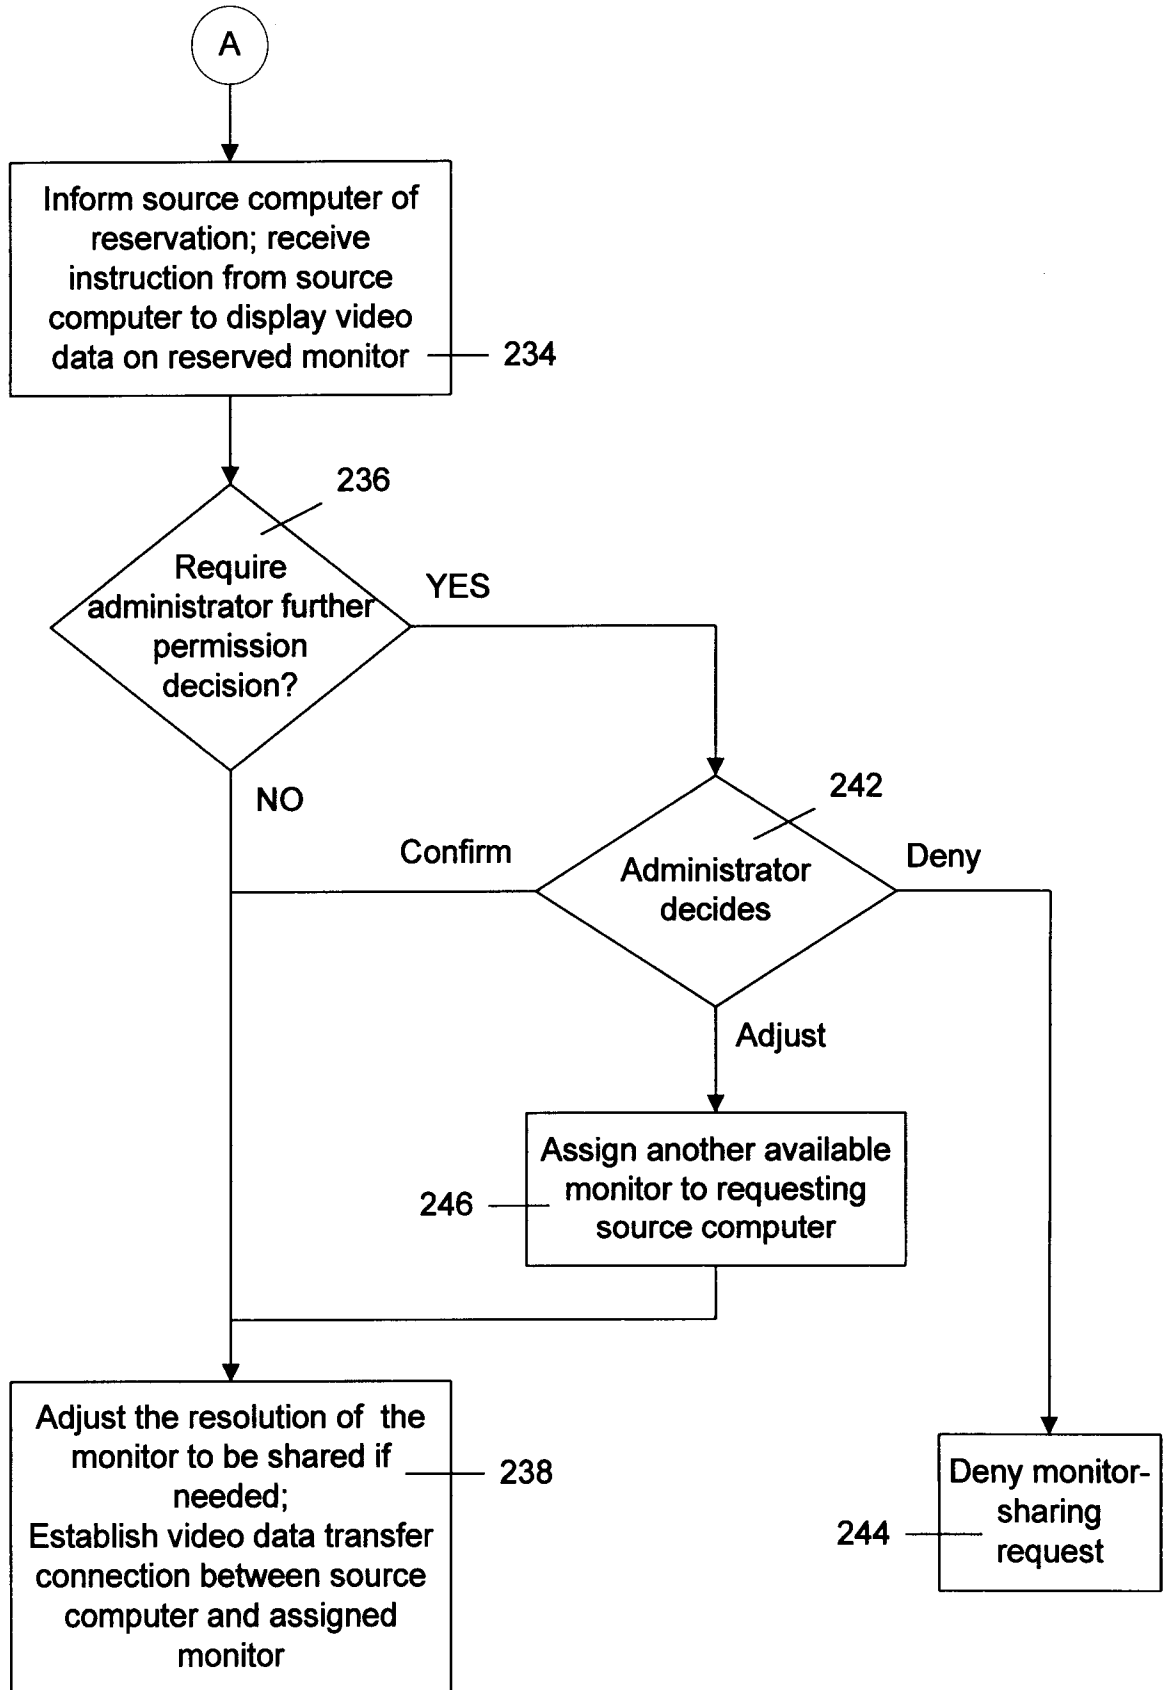 A
Inform source computer of
reservation; receive
instruction from source
computer to display video
data on reserved monitor
234
236
Require
administrator further
permission
decision?
YES
NO
242
Confirm
Administrator
decides
Deny
Adjust
Assign another available
monitor to requesting
source computer
246
Adjust the resolution of the
monitor to be shared if
needed;
Establish video data transfer
connection between source
computer and assigned
monitor
238
Deny monitor-
sharing
request
244